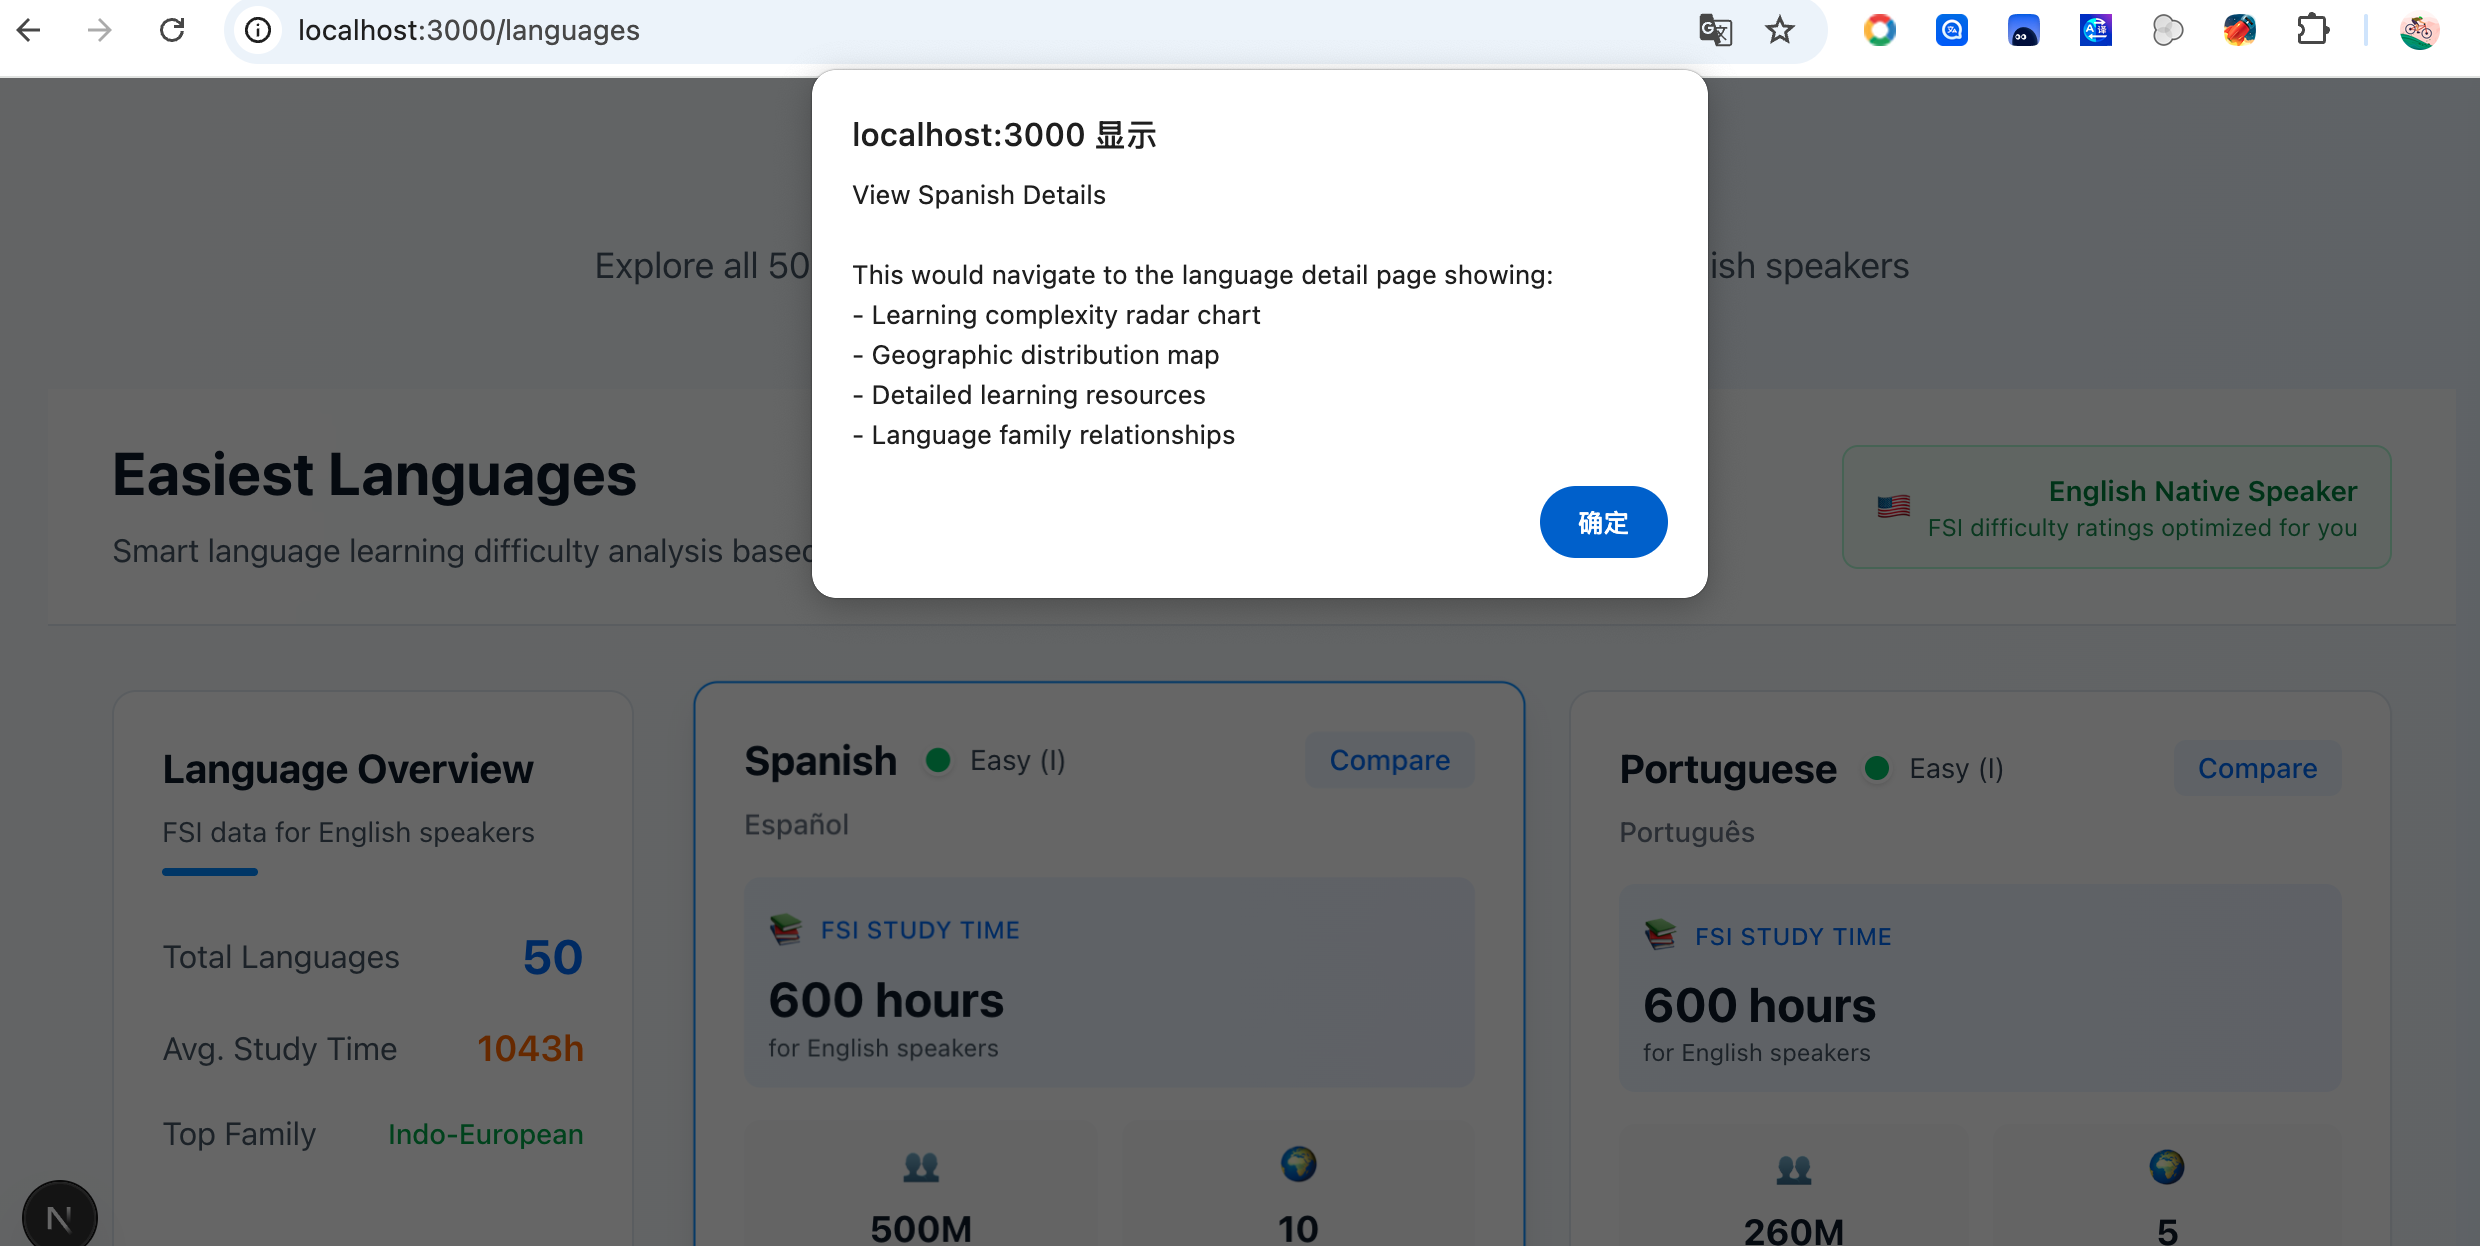 localhost:3000/languages
localhost:3000 显示
View Spanish Details
This would navigate to the language detail page showing:
- Learning complexity radar chart
- Geographic distribution map
- Detailed learning resources
- Language family relationships
确定
Explore all 50
ish speakers
Easiest Languages
Smart language learning difficulty analysis based
English Native Speaker
FSI difficulty ratings optimized for you
Language Overview
FSI data for English speakers
Total Languages 50
Avg. Study Time 1043h
Top Family Indo-European
Spanish Easy (I) Compare
Español
FSI STUDY TIME
600 hours
for English speakers
500M 10
Portuguese Easy (I) Compare
Português
FSI STUDY TIME
600 hours
for English speakers
260M 5
N